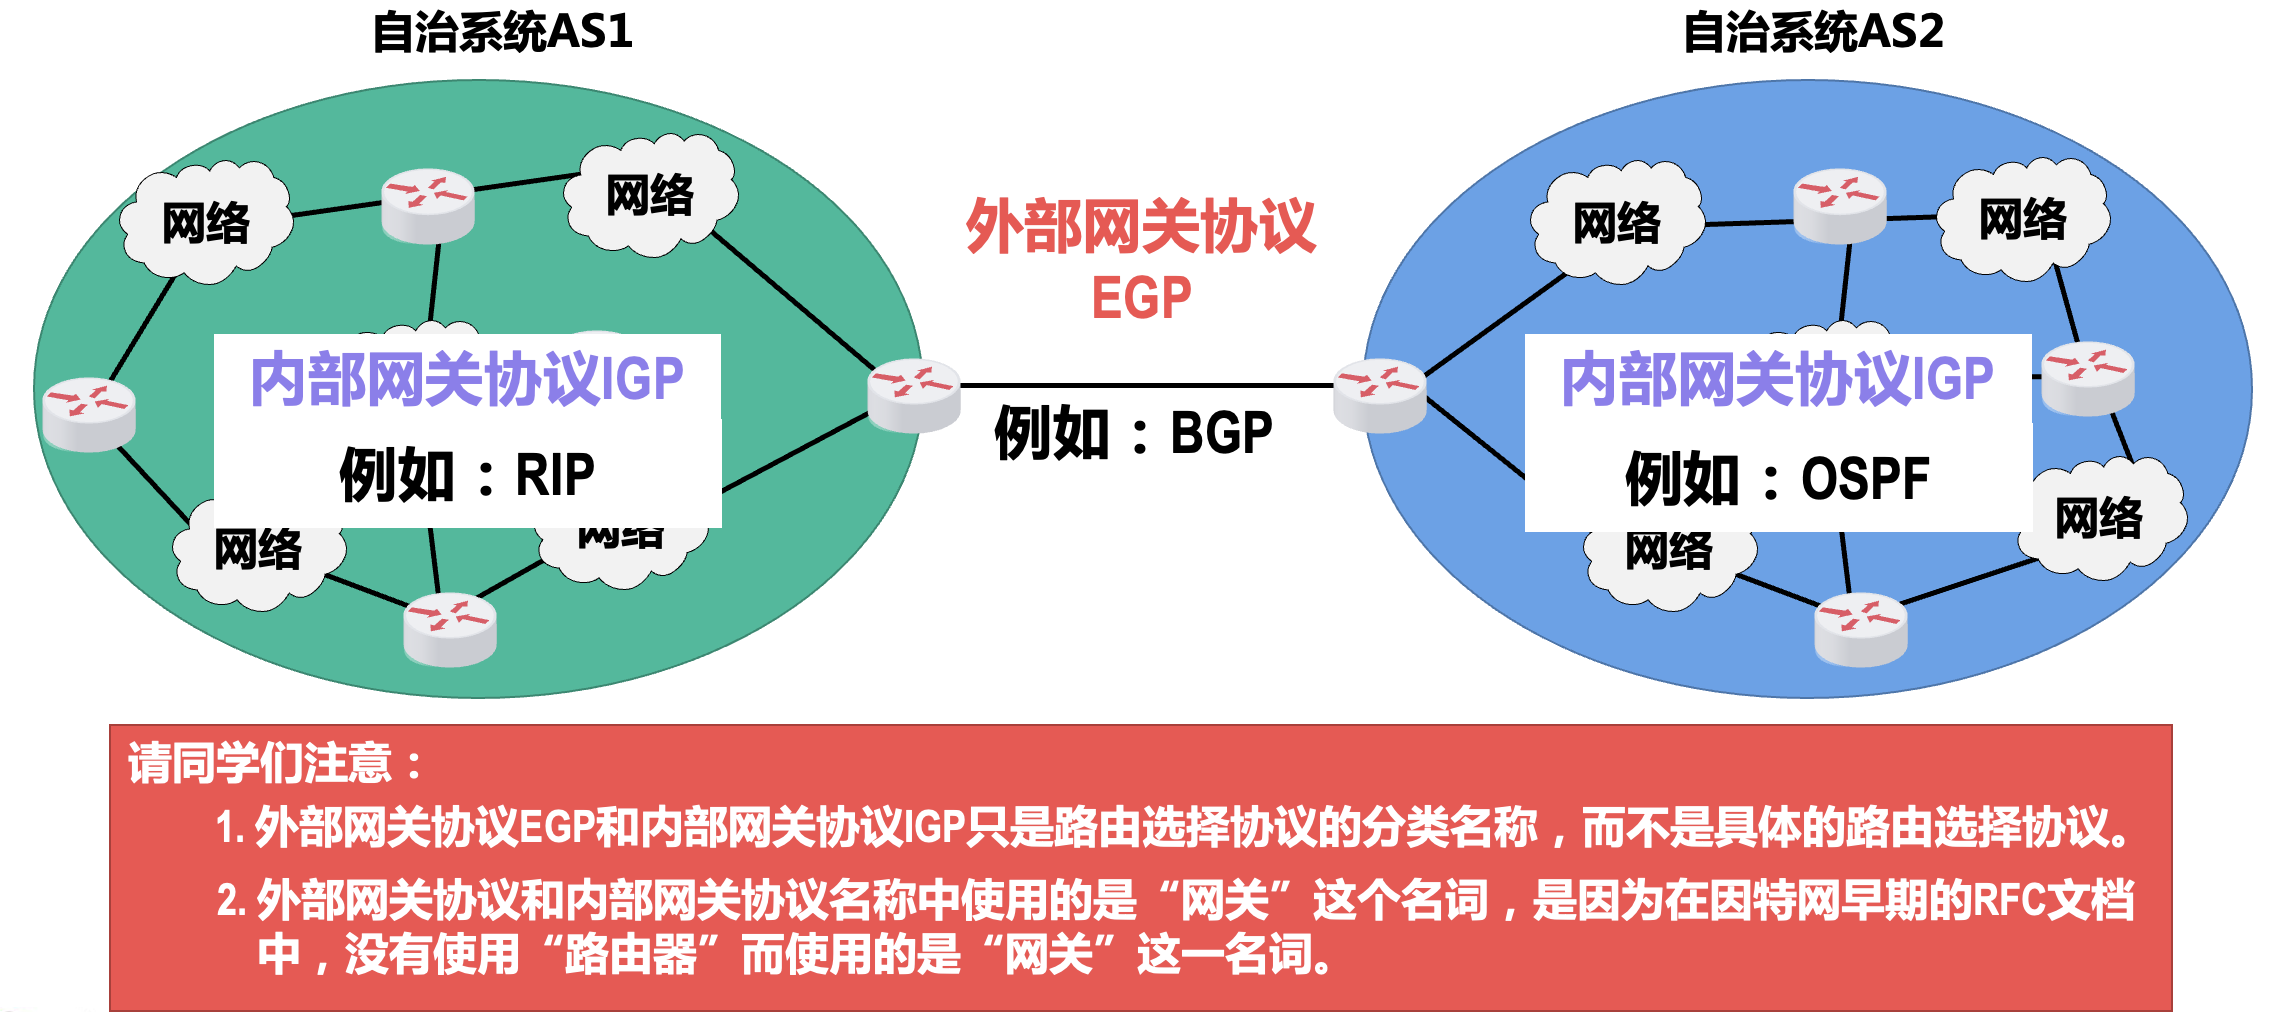 自治系统AS1
自治系统AS2
网络
网络
网络
网络
外部网关协议
EGP
内部网关协议IGP
例如：RIP
例如：BGP
内部网关协议IGP
例如：OSPF
网络
网络
网络
网络
请同学们注意：
1. 外部网关协议EGP和内部网关协议IGP只是路由选择协议的分类名称，而不是具体的路由选择协议。
2. 外部网关协议和内部网关协议名称中使用的是“网关”这个名词，是因为在因特网早期的RFC文档
中，没有使用“路由器”而使用的是“网关”这一名词。